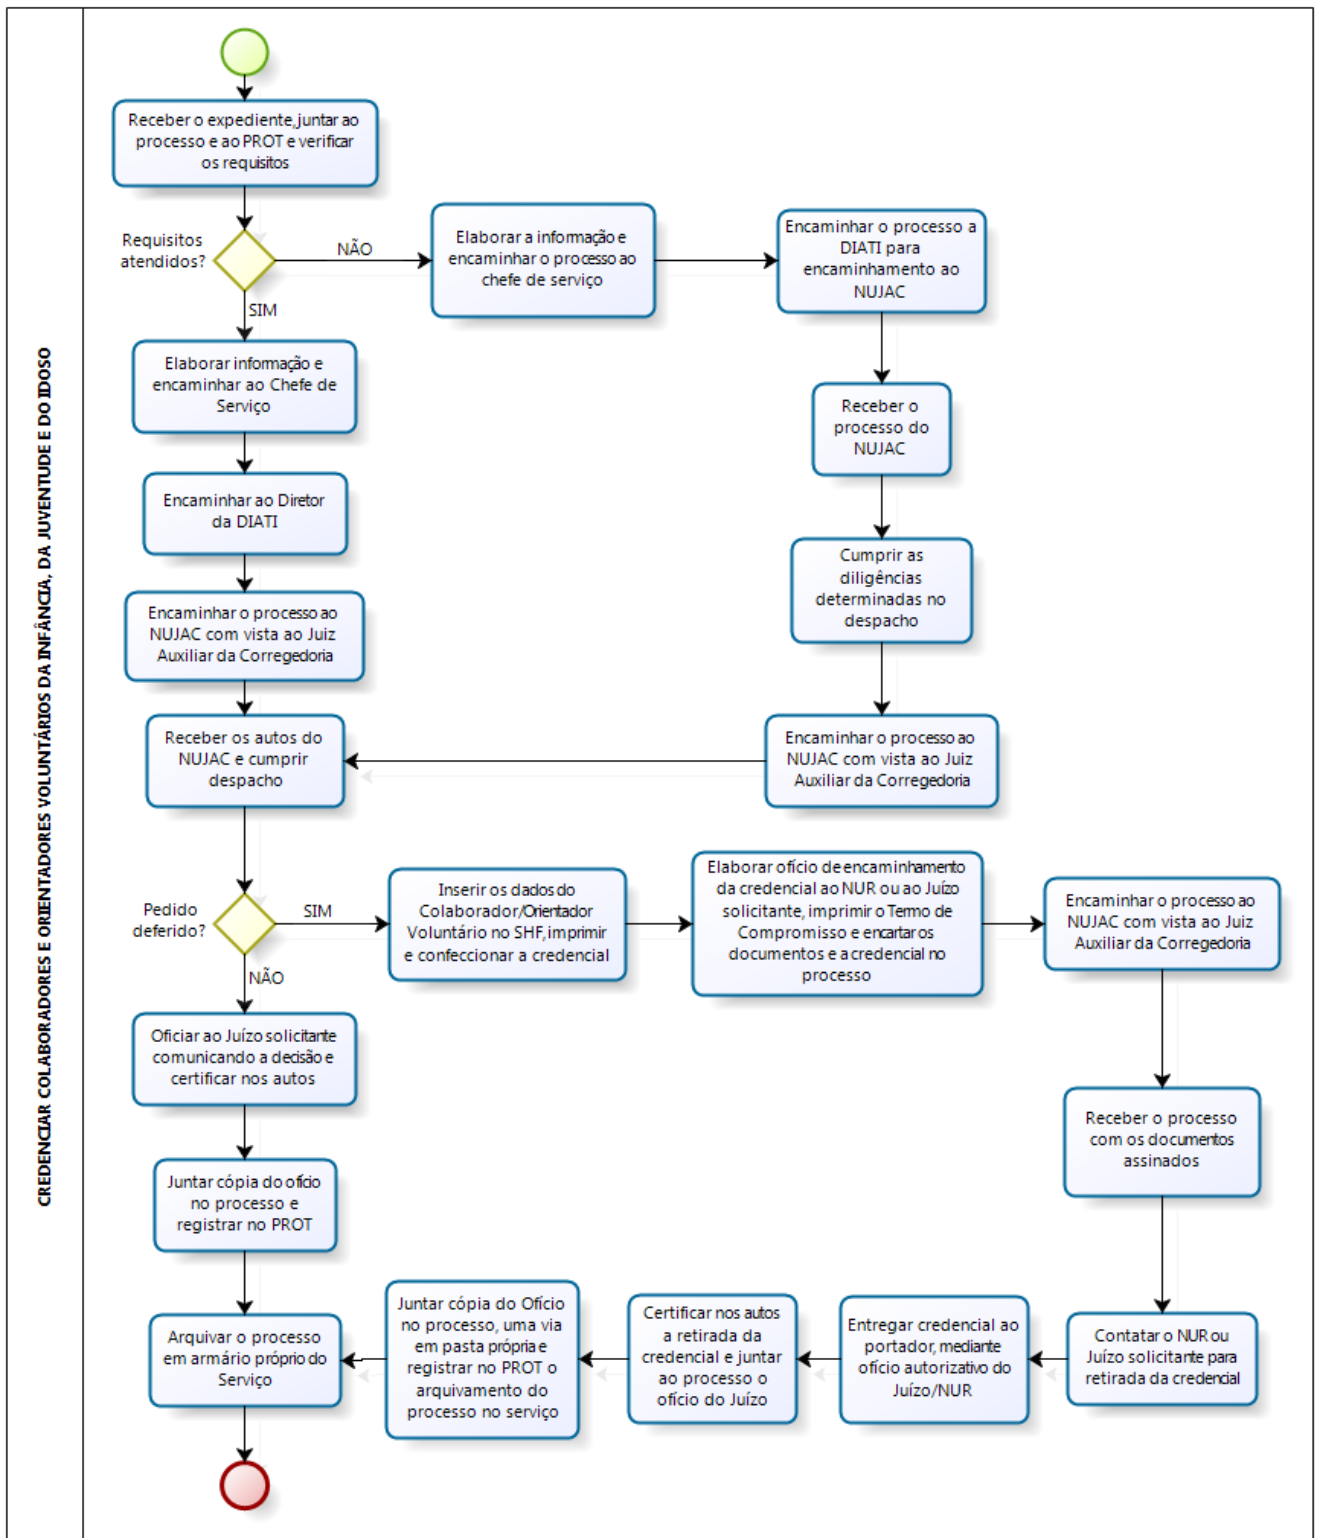 CREDENCIAR COLABORADORES E ORIENTADORES VOLUNTÁRIOS DA INFÂNCIA, DA JUVENTUDE E DO IDOSO
Receber o expediente, juntar ao
processo e ao PROT e verificar
os requisitos
Requisitos
atendidos?
NÃO
SIM
Elaborar a informação e
encaminhar o processo ao
chefe de serviço
Encaminhar o processo a
DIATI para
encaminhamento ao
NUJAC
Elaborar informação e
encaminhar ao Chefe de
Serviço
Receber o
processo do
NUJAC
Encaminhar ao Diretor
da DIATI
Cumprir as
diligências
determinadas no
despacho
Encaminhar o processo ao
NUJAC com vista ao Juiz
Auxiliar da Corregedoria
Receber os autos do
NUJAC e cumprir
despacho
Encaminhar o processo ao
NUJAC com vista ao Juiz
Auxiliar da Corregedoria
Pedido
deferido?
SIM
NÃO
Inserir os dados do
Colaborador/Orientador
Voluntário no SHF, imprimir
e confeccionar a credencial
Elaborar ofício de encaminhamento
da credencial ao NUR ou ao Juízo
solicitante, imprimir o Termo de
Compromisso e encartar os
documentos e a credencial no
processo
Encaminhar o processo ao
NUJAC com vista ao Juiz
Auxiliar da Corregedoria
Oficiar ao Juízo solicitante
comunicando a decisão e
certificar nos autos
Receber o processo
com os documentos
assinados
Juntar cópia do ofício
no processo e
registrar no PROT
Arquivar o processo
em armário próprio do
Serviço
Juntar cópia do Ofício
no processo, uma via
em pasta própria e
registrar no PROT o
arquivamento do
processo no serviço
Certificar nos autos
a retirada da
credencial e juntar
ao processo o
ofício do Juízo
Entregar credencial ao
portador, mediante
ofício autorizativo do
Juízo/NUR
Contatar o NUR ou
Juízo solicitante para
retirada da credencial